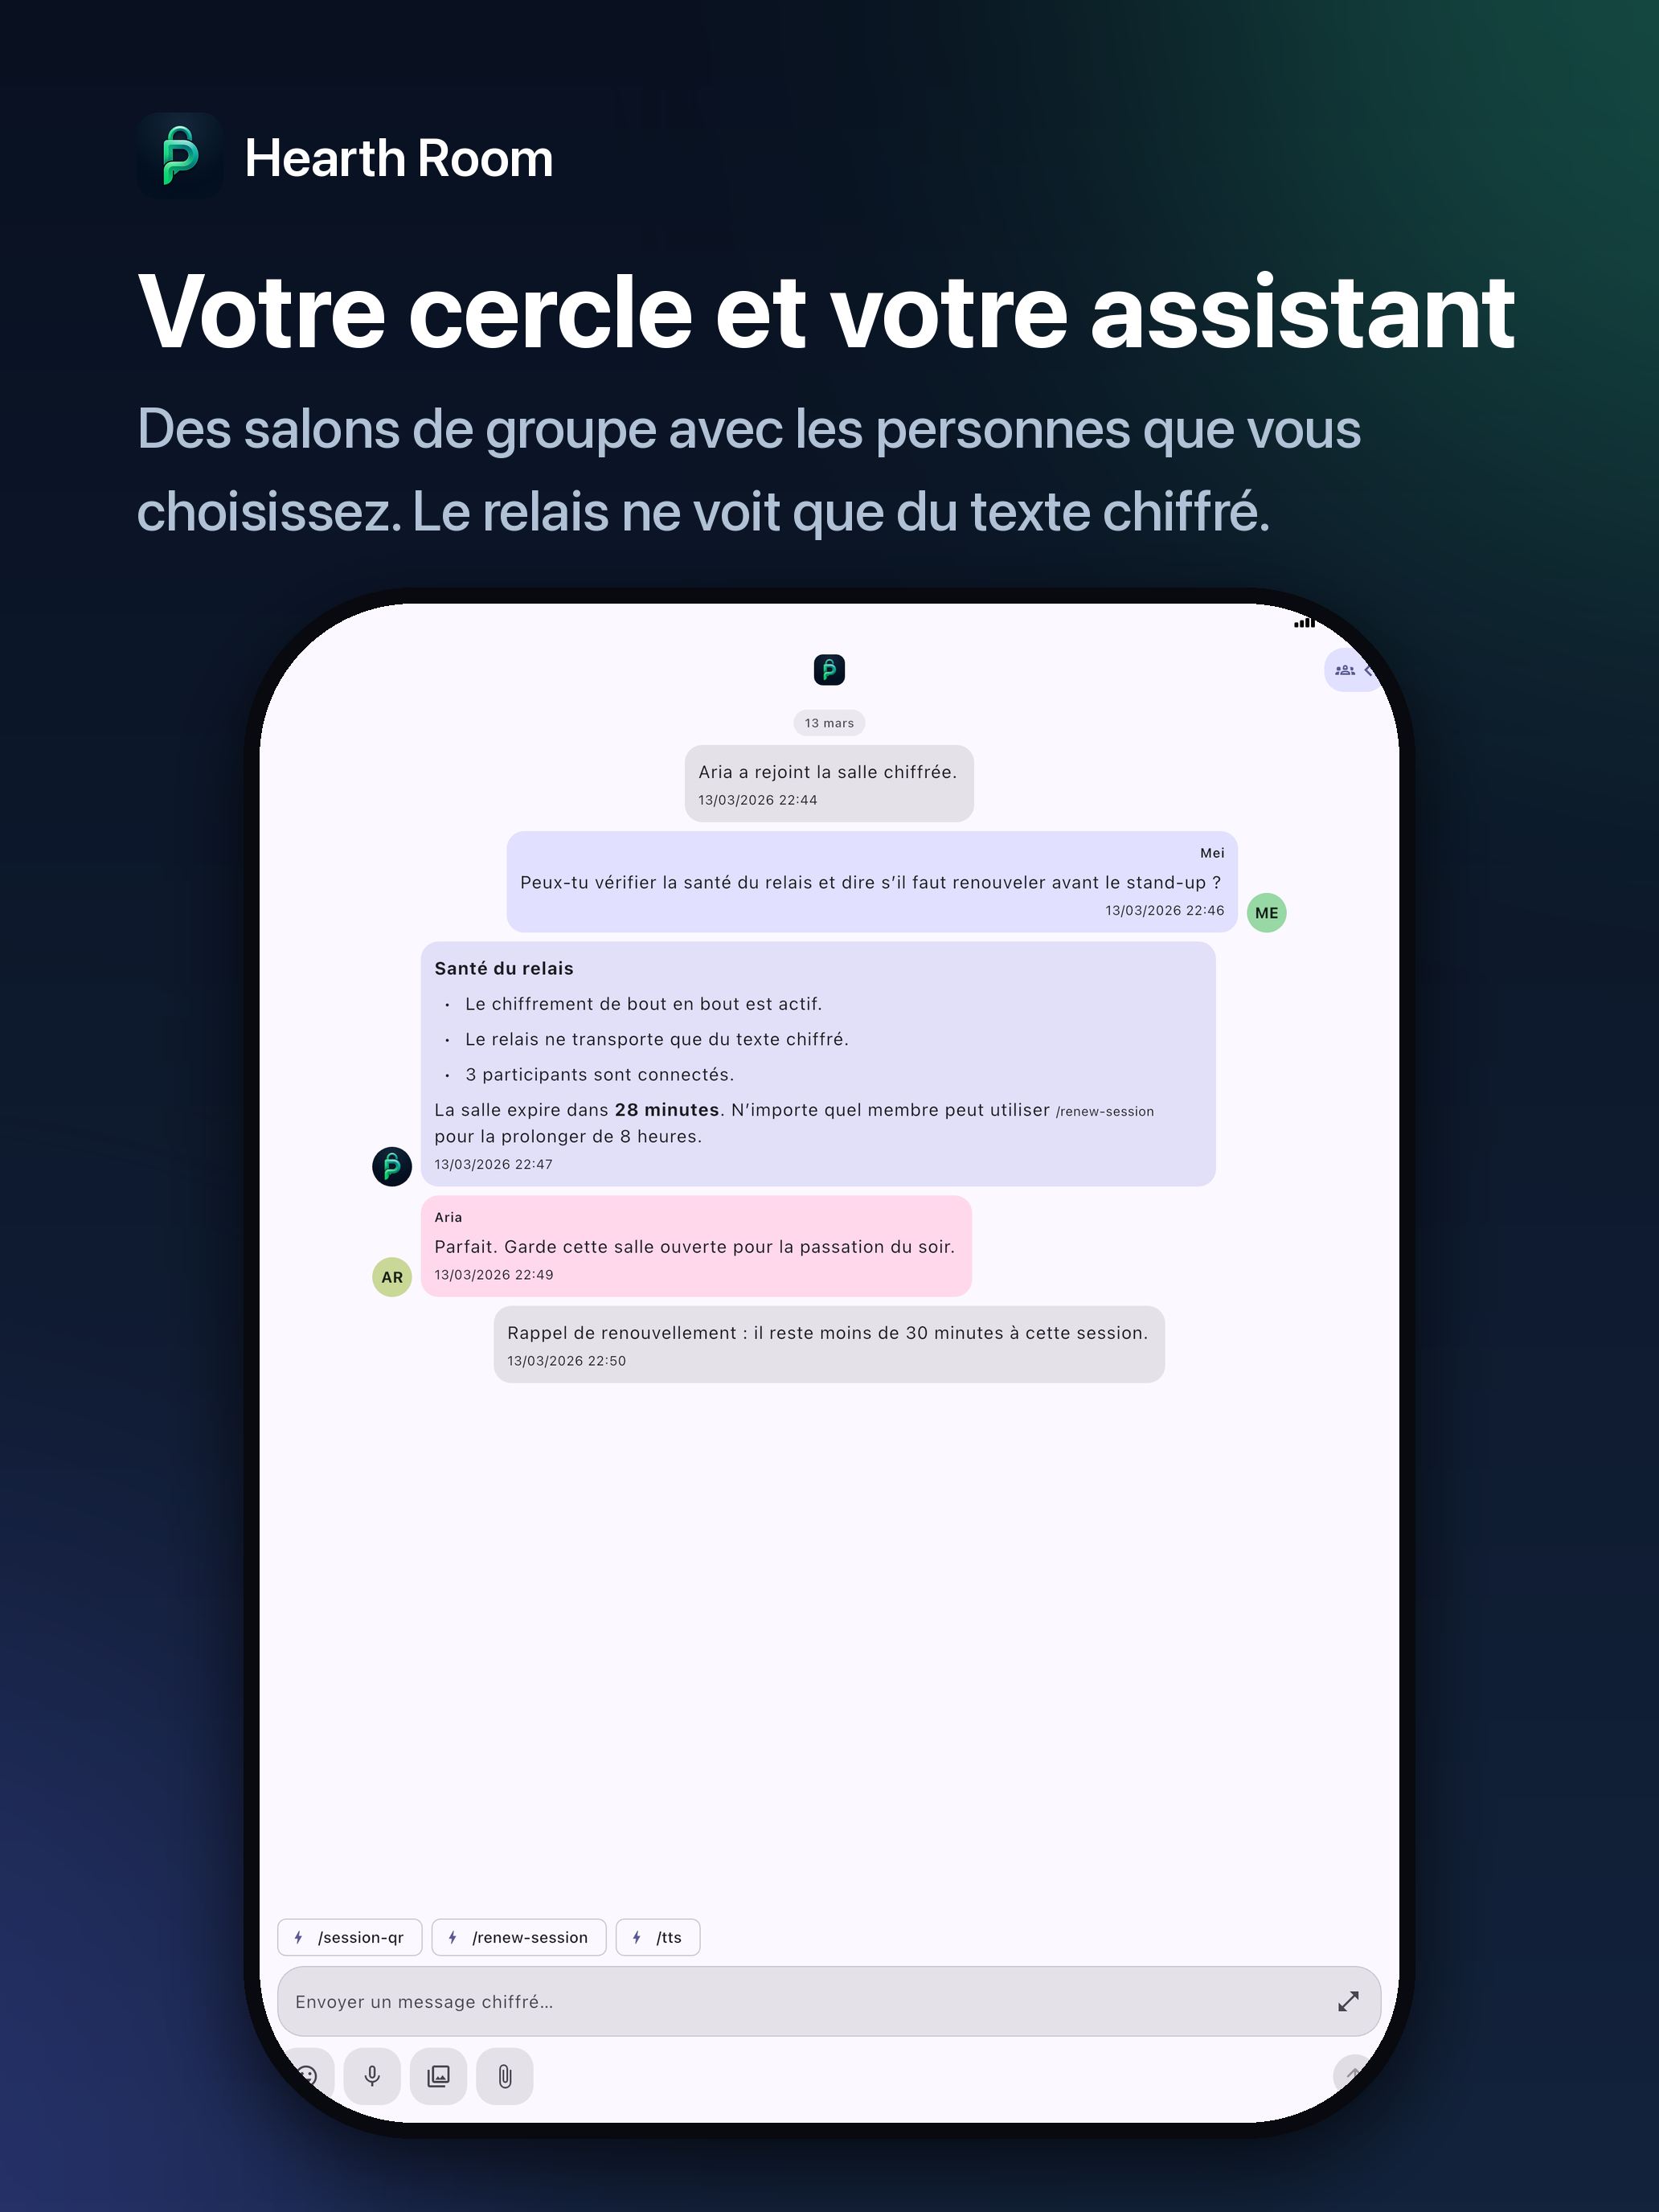 Hearth Room
Votre cercle et votre assistant
Des salons de groupe avec les personnes que vous
choisissez. Le relais ne voit que du texte chiffré.
13 mars
Aria a rejoint la salle chiffrée.
13/03/2026 22:44
Mei
Peux-tu vérifier la santé du relais et dire s’il faut renouveler avant le stand-up ?
13/03/2026 22:46
ME
Santé du relais
• Le chiffrement de bout en bout est actif.
• Le relais ne transporte que du texte chiffré.
• 3 participants sont connectés.
La salle expire dans 28 minutes. N’importe quel membre peut utiliser /renew-session
pour la prolonger de 8 heures.
13/03/2026 22:47
Aria
Parfait. Garde cette salle ouverte pour la passation du soir.
13/03/2026 22:49
AR
Rappel de renouvellement : il reste moins de 30 minutes à cette session.
13/03/2026 22:50
/session-qr /renew-session /tts
Envoyer un message chiffré…